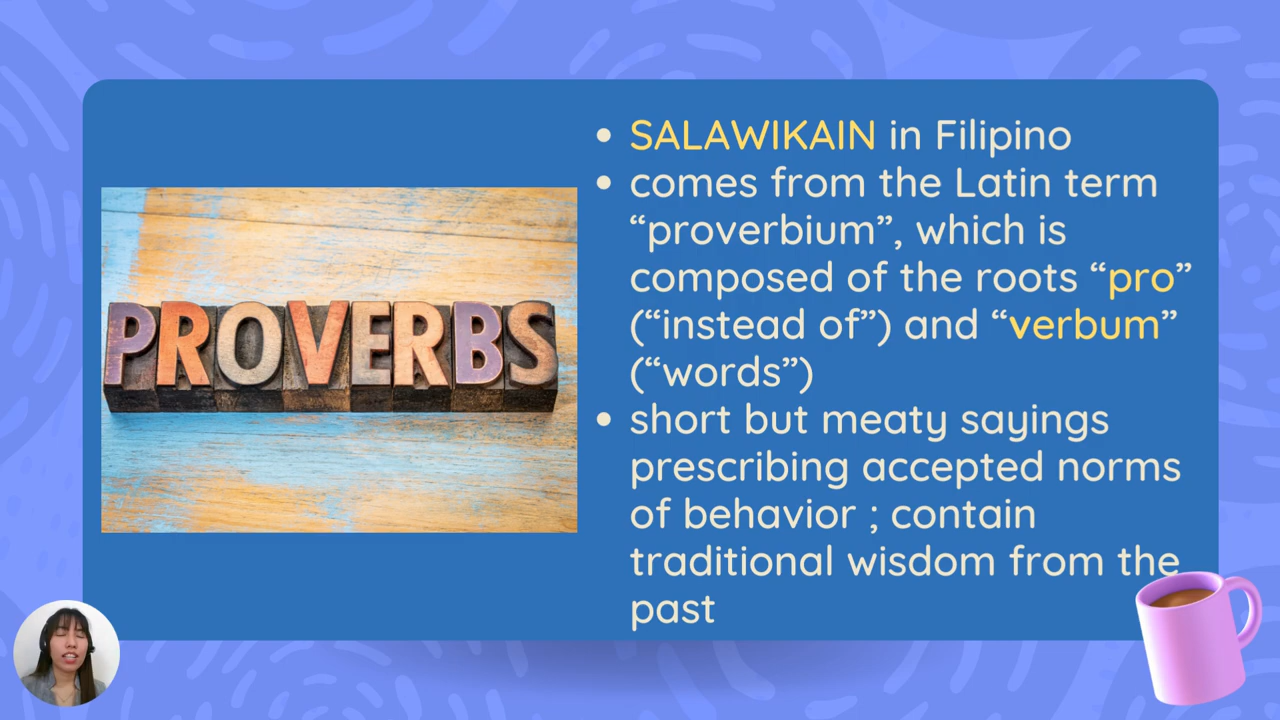 PROVERBS
• SALAWIKAIN in Filipino
• comes from the Latin term
“proverbium”, which is
composed of the roots “pro”
(“instead of”) and “verbum”
(“words”)
• short but meaty sayings
prescribing accepted norms
of behavior ; contain
traditional wisdom from the
past